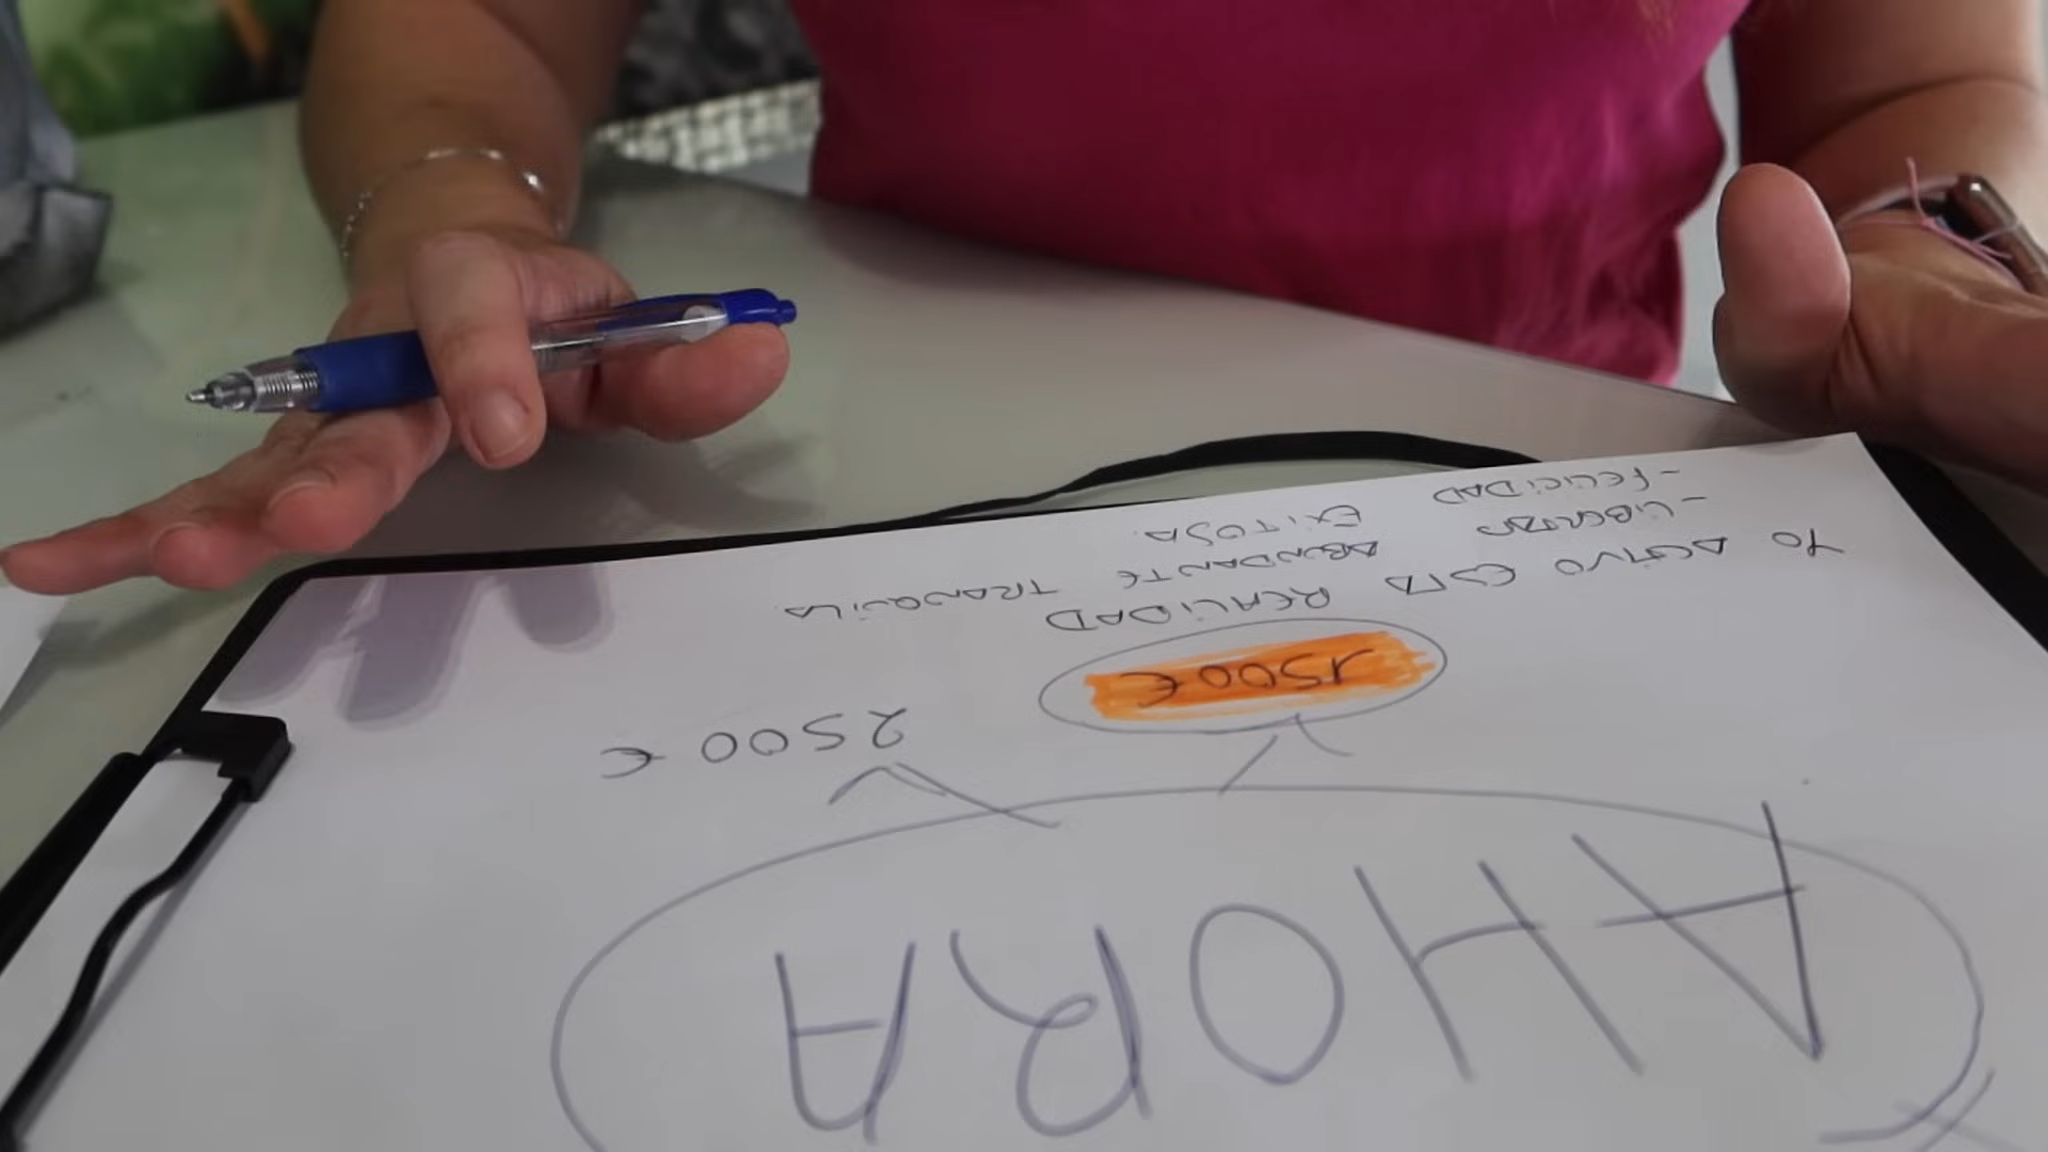 AHORA
1500€ 2500 €
YO ACTIVO ESTA REALIDAD
- LIBERTAD ABUNDANTE TRANQUILA
- FELICIDAD EXITOSA.